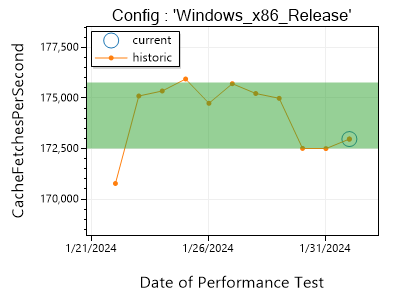 Config : 'Windows_x86_Release'
current
historic
CacheFetchesPerSecond
177,500
175,000
172,500
170,000
1/21/2024
1/26/2024
1/31/2024
Date of Performance Test